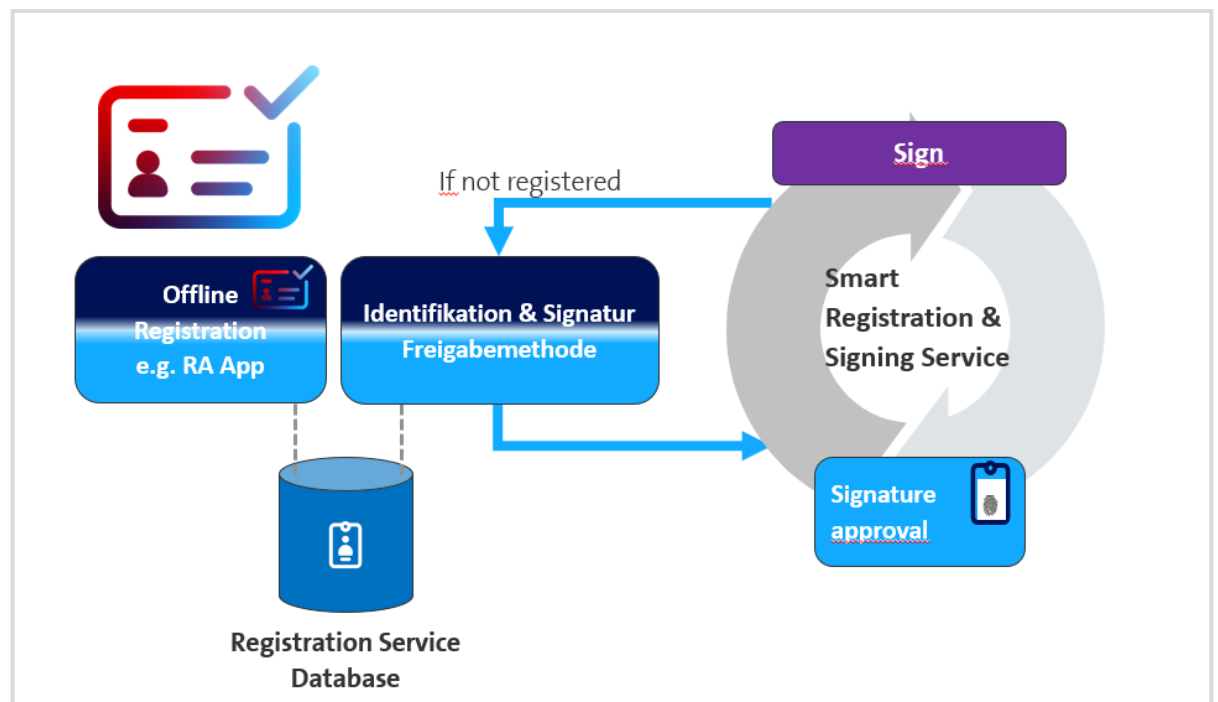 If not registered
Sign
Offline
Registration
e.g. RA App
Identifikation & Signatur
Freigabemethode
Smart
Registration &
Signing Service
Signature
approval
Registration Service
Database